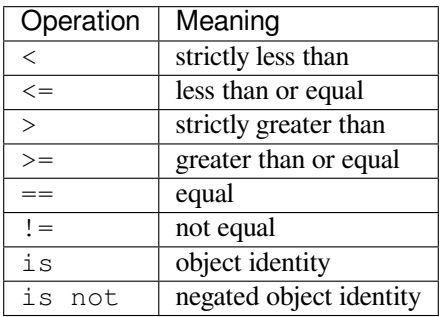 Operation Meaning
< strictly less than
<= less than or equal
> strictly greater than
>= greater than or equal
== equal
!= not equal
is object identity
is not negated object identity